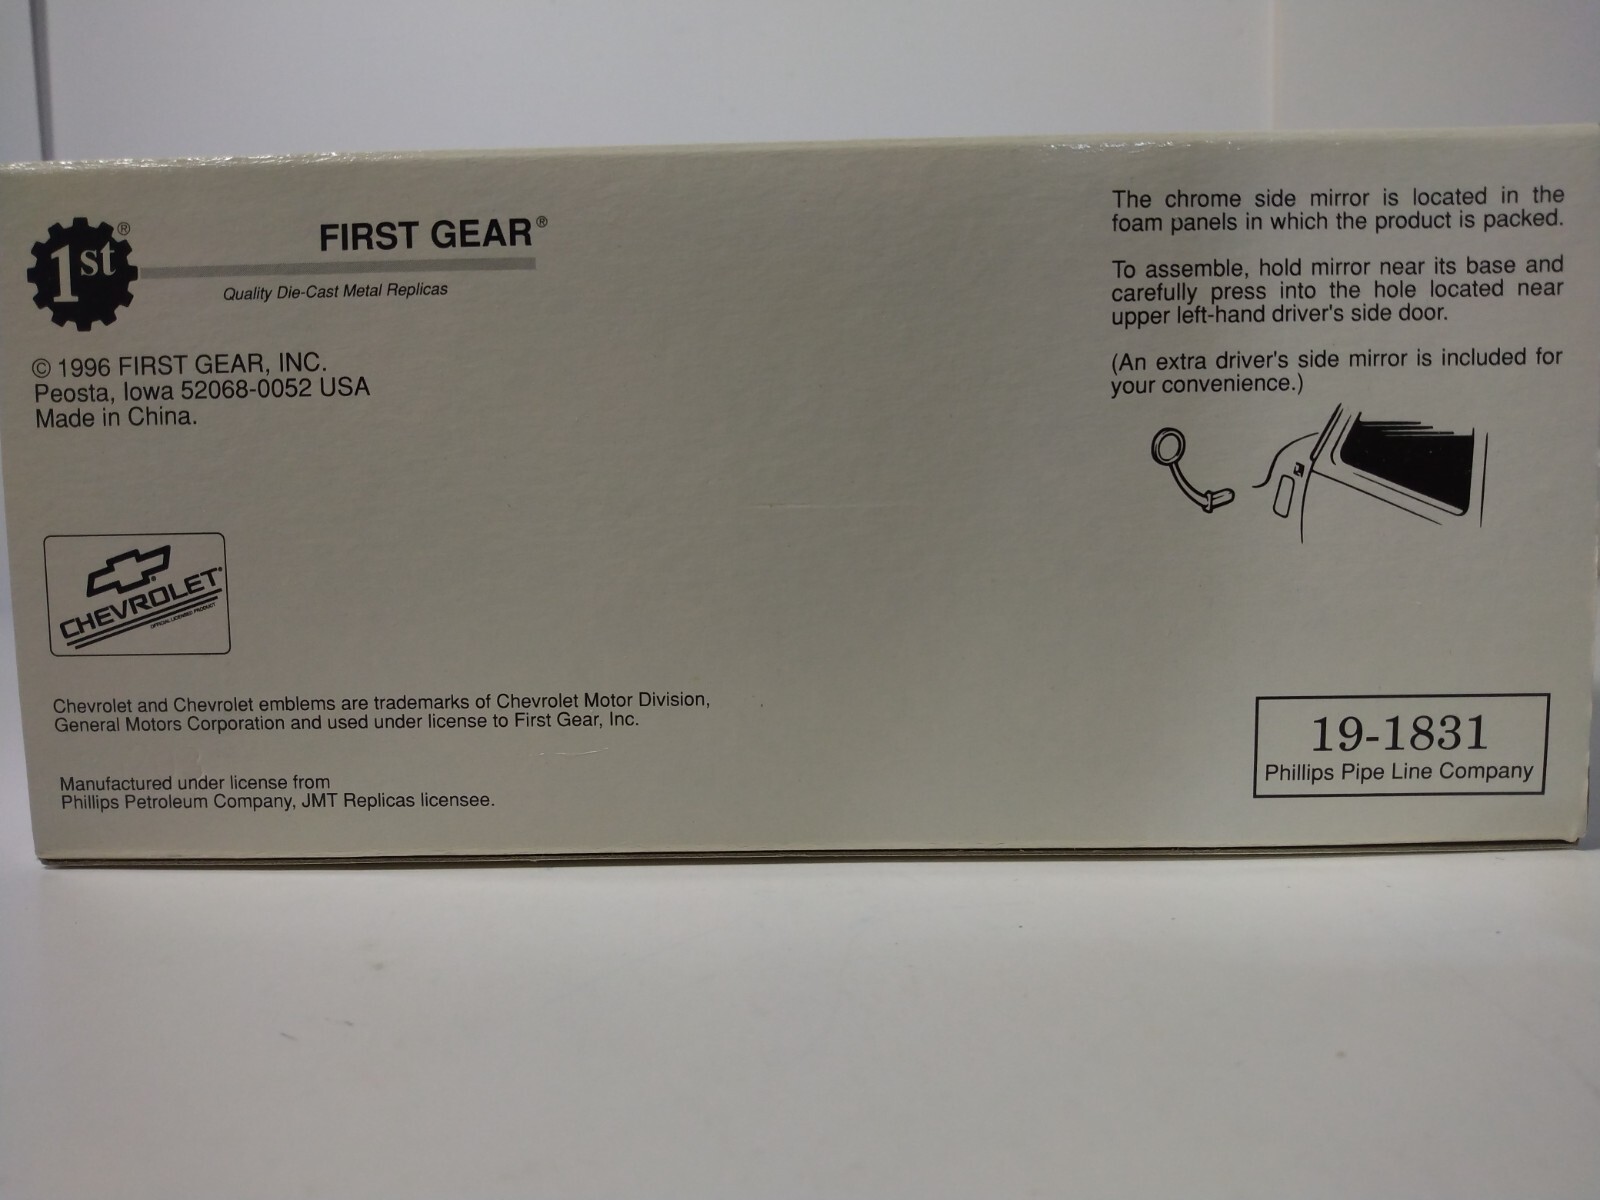 1st®
FIRST GEAR®
Quality Die-Cast Metal Replicas
© 1996 FIRST GEAR, INC.
Peosta, Iowa 52068-0052 USA
Made in China.
CHEVROLET
OFFICIAL LICENSED PRODUCT
Chevrolet and Chevrolet emblems are trademarks of Chevrolet Motor Division,
General Motors Corporation and used under license to First Gear, Inc.
Manufactured under license from
Phillips Petroleum Company, JMT Replicas licensee.
The chrome side mirror is located in the
foam panels in which the product is packed.
To assemble, hold mirror near its base and
carefully press into the hole located near
upper left-hand driver's side door.
(An extra driver's side mirror is included for
your convenience.)
19-1831
Phillips Pipe Line Company